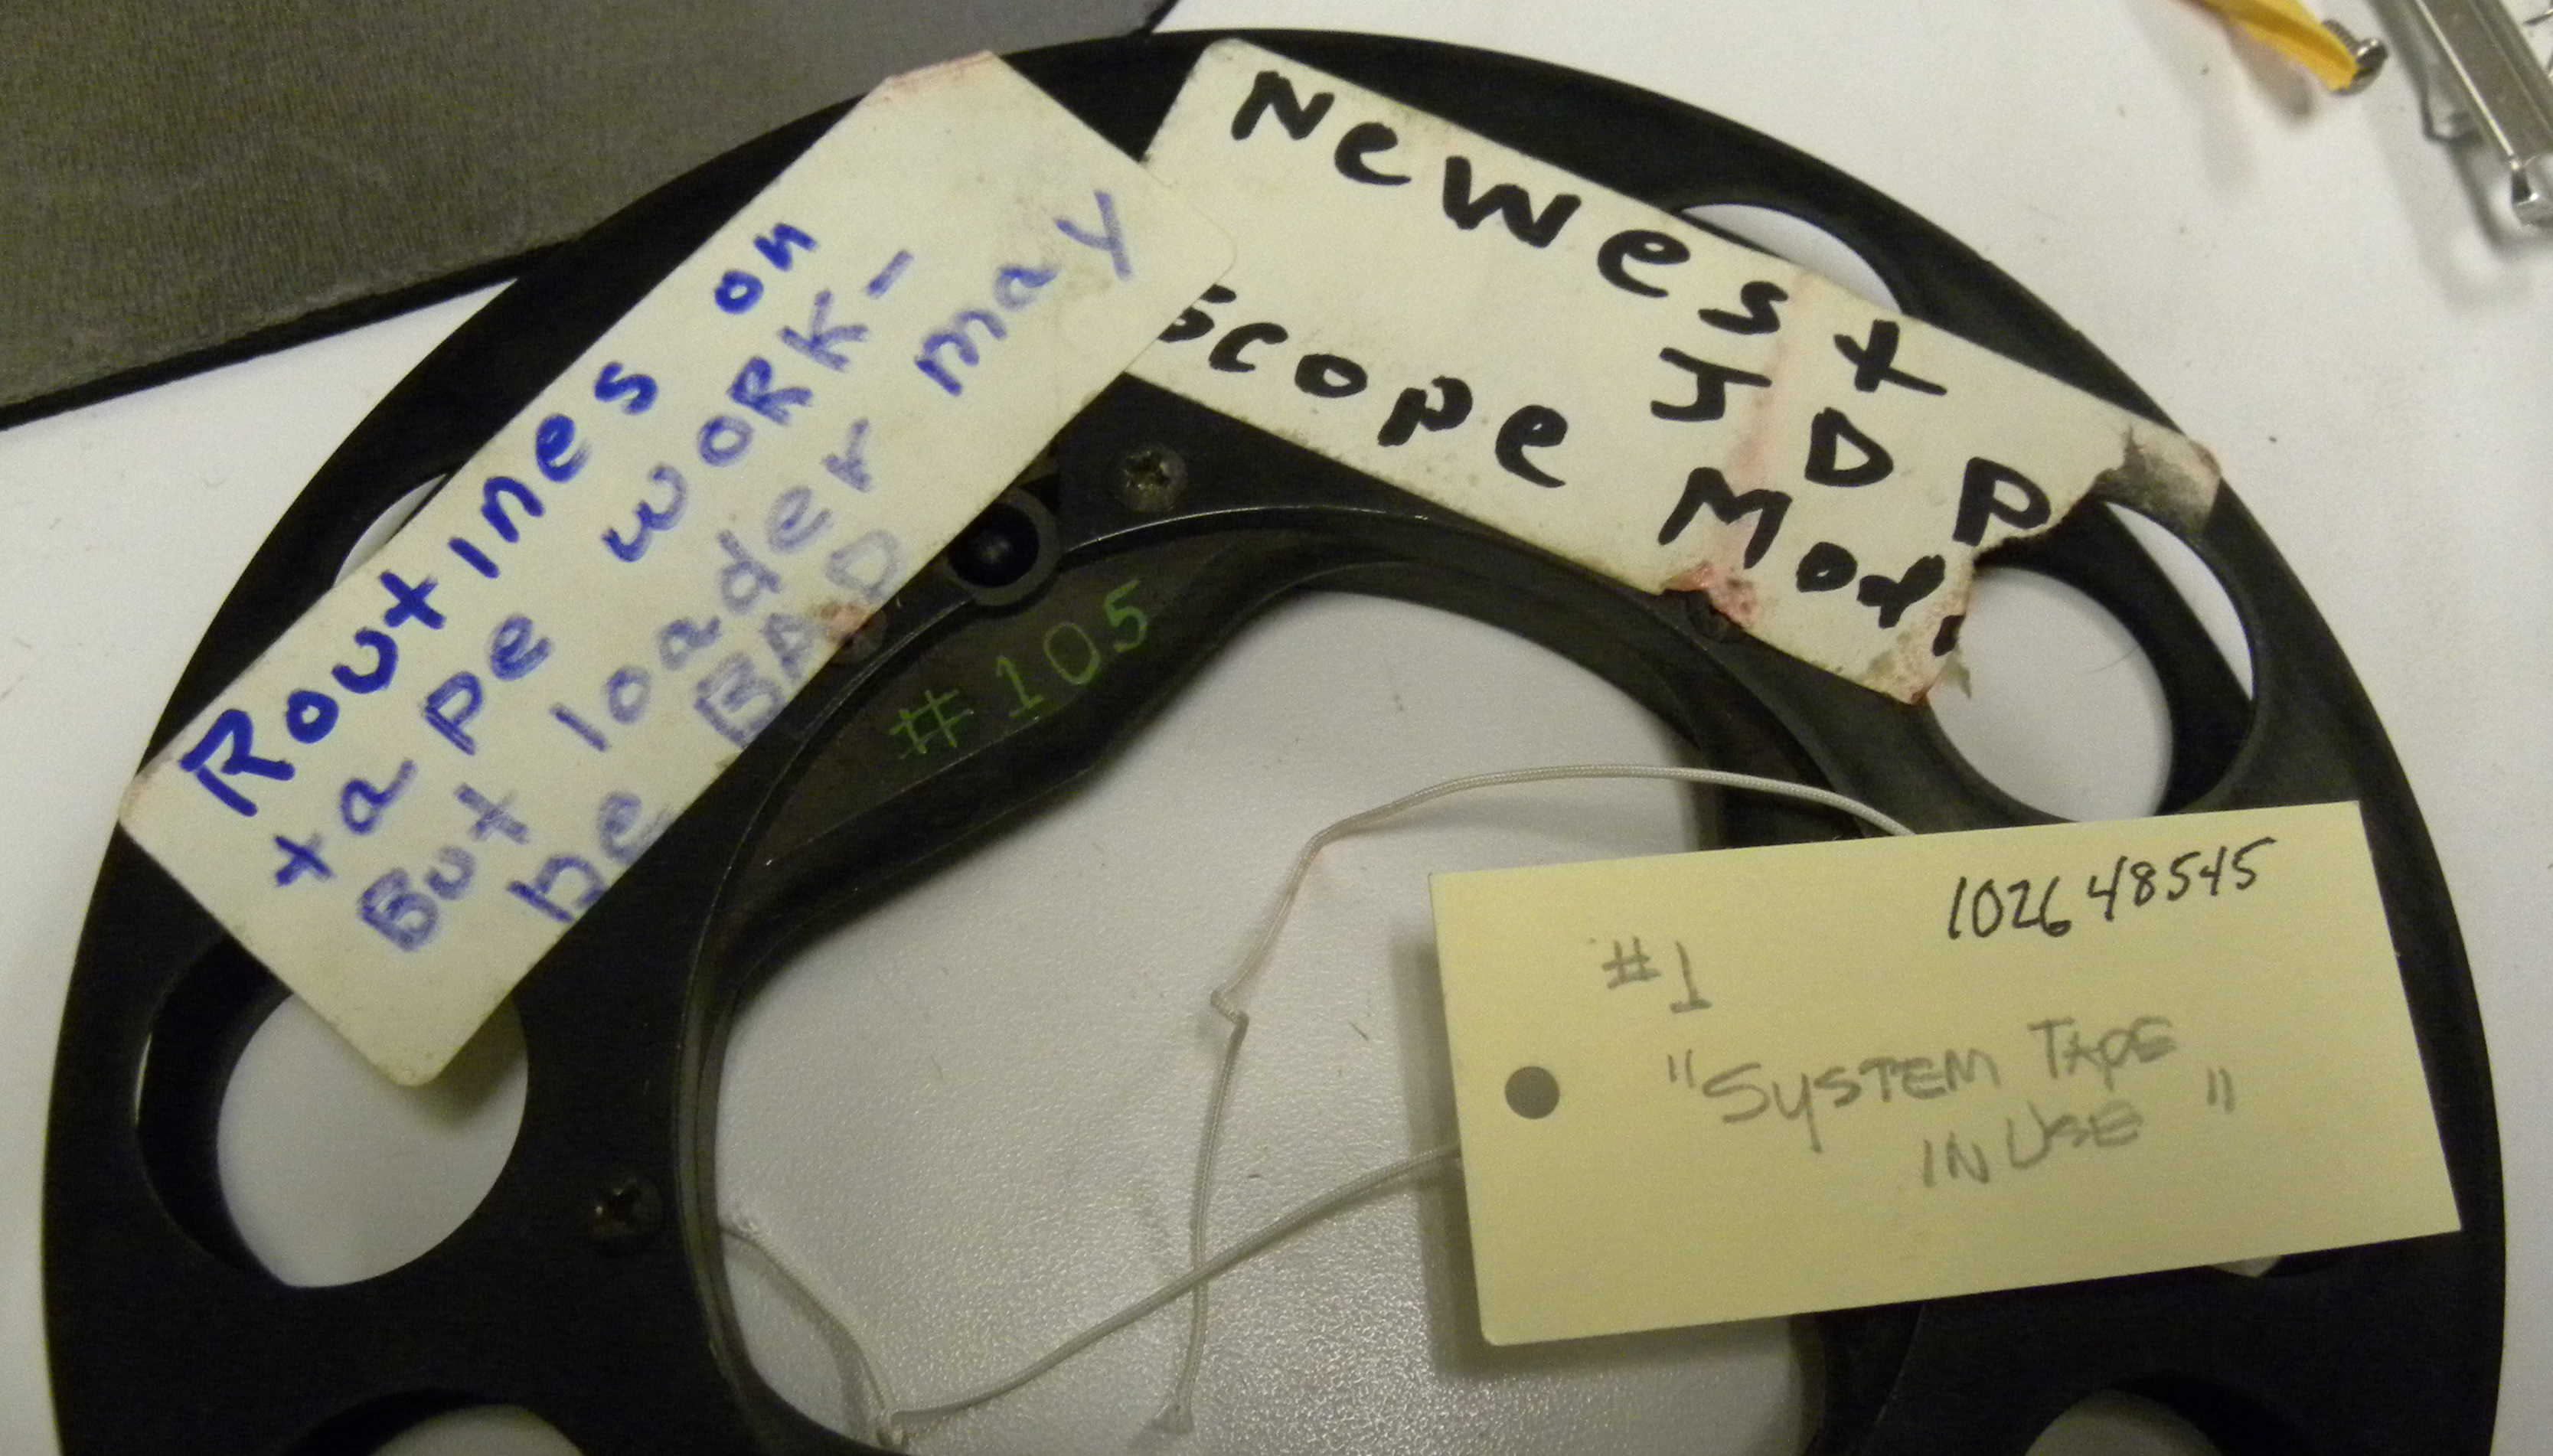 Routines on
tape work-
But loader may
be BAD
Newest
JDP
scope Mod.
#105
102648545
#1
"SYSTEM TAPE
IN USE"